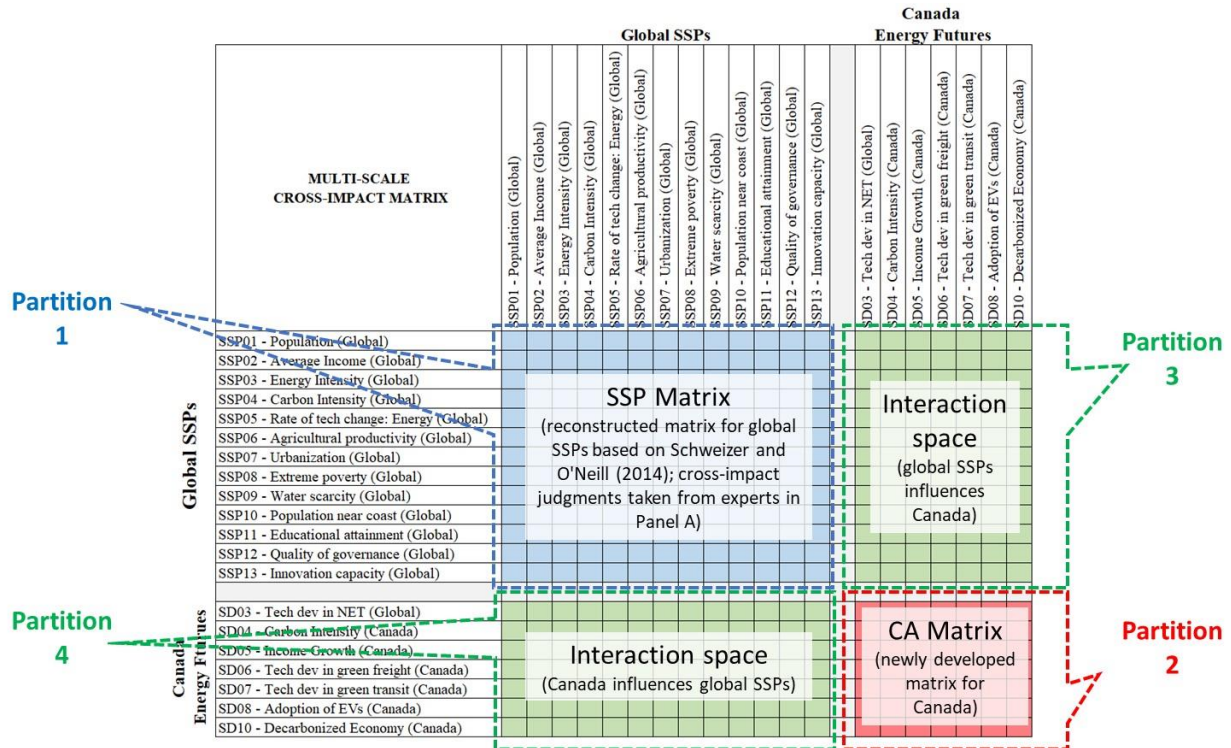 Global SSPs
Canada
Energy Futures
MULTI-SCALE
CROSS-IMPACT MATRIX
SSP01 - Population (Global)
SSP02 - Average Income (Global)
SSP03 - Energy Intensity (Global)
SSP04 - Carbon Intensity (Global)
SSP05 - Rate of tech change: Energy (Global)
SSP06 - Agricultural productivity (Global)
SSP07 - Urbanization (Global)
SSP08 - Extreme poverty (Global)
SSP09 - Water scarcity (Global)
SSP10 - Population near coast (Global)
SSP11 - Educational attainment (Global)
SSP12 - Quality of governance (Global)
SSP13 - Innovation capacity (Global)
SD03 - Tech dev in NET (Global)
SD04 - Carbon Intensity (Canada)
SD05 - Income Growth (Canada)
SD06 - Tech dev in green freight (Canada)
SD07 - Tech dev in green transit (Canada)
SD08 - Adoption of EVs (Canada)
SD10 - Decarbonized Economy (Canada)
Partition
1
Global SSPs
SSP01 - Population (Global)
SSP02 - Average Income (Global)
SSP03 - Energy Intensity (Global)
SSP04 - Carbon Intensity (Global)
SSP05 - Rate of tech change: Energy (Global)
SSP06 - Agricultural productivity (Global)
SSP07 - Urbanization (Global)
SSP08 - Extreme poverty (Global)
SSP09 - Water scarcity (Global)
SSP10 - Population near coast (Global)
SSP11 - Educational attainment (Global)
SSP12 - Quality of governance (Global)
SSP13 - Innovation capacity (Global)
SSP Matrix
(reconstructed matrix for global
SSPs based on Schweizer and
O'Neill (2014); cross-impact
judgments taken from experts in
Panel A)
Interaction
space
(global SSPs
influences
Canada)
Partition
3
Partition
4
Canada
Energy Fturues
SD03 - Tech dev in NET (Global)
SD04 - Carbon Intensity (Canada)
SD05 - Income Growth (Canada)
SD06 - Tech dev in green freight (Canada)
SD07 - Tech dev in green transit (Canada)
SD08 - Adoption of EVs (Canada)
SD10 - Decarbonized Economy (Canada)
Interaction space
(Canada influences global SSPs)
CA Matrix
(newly developed
matrix for
Canada)
Partition
2